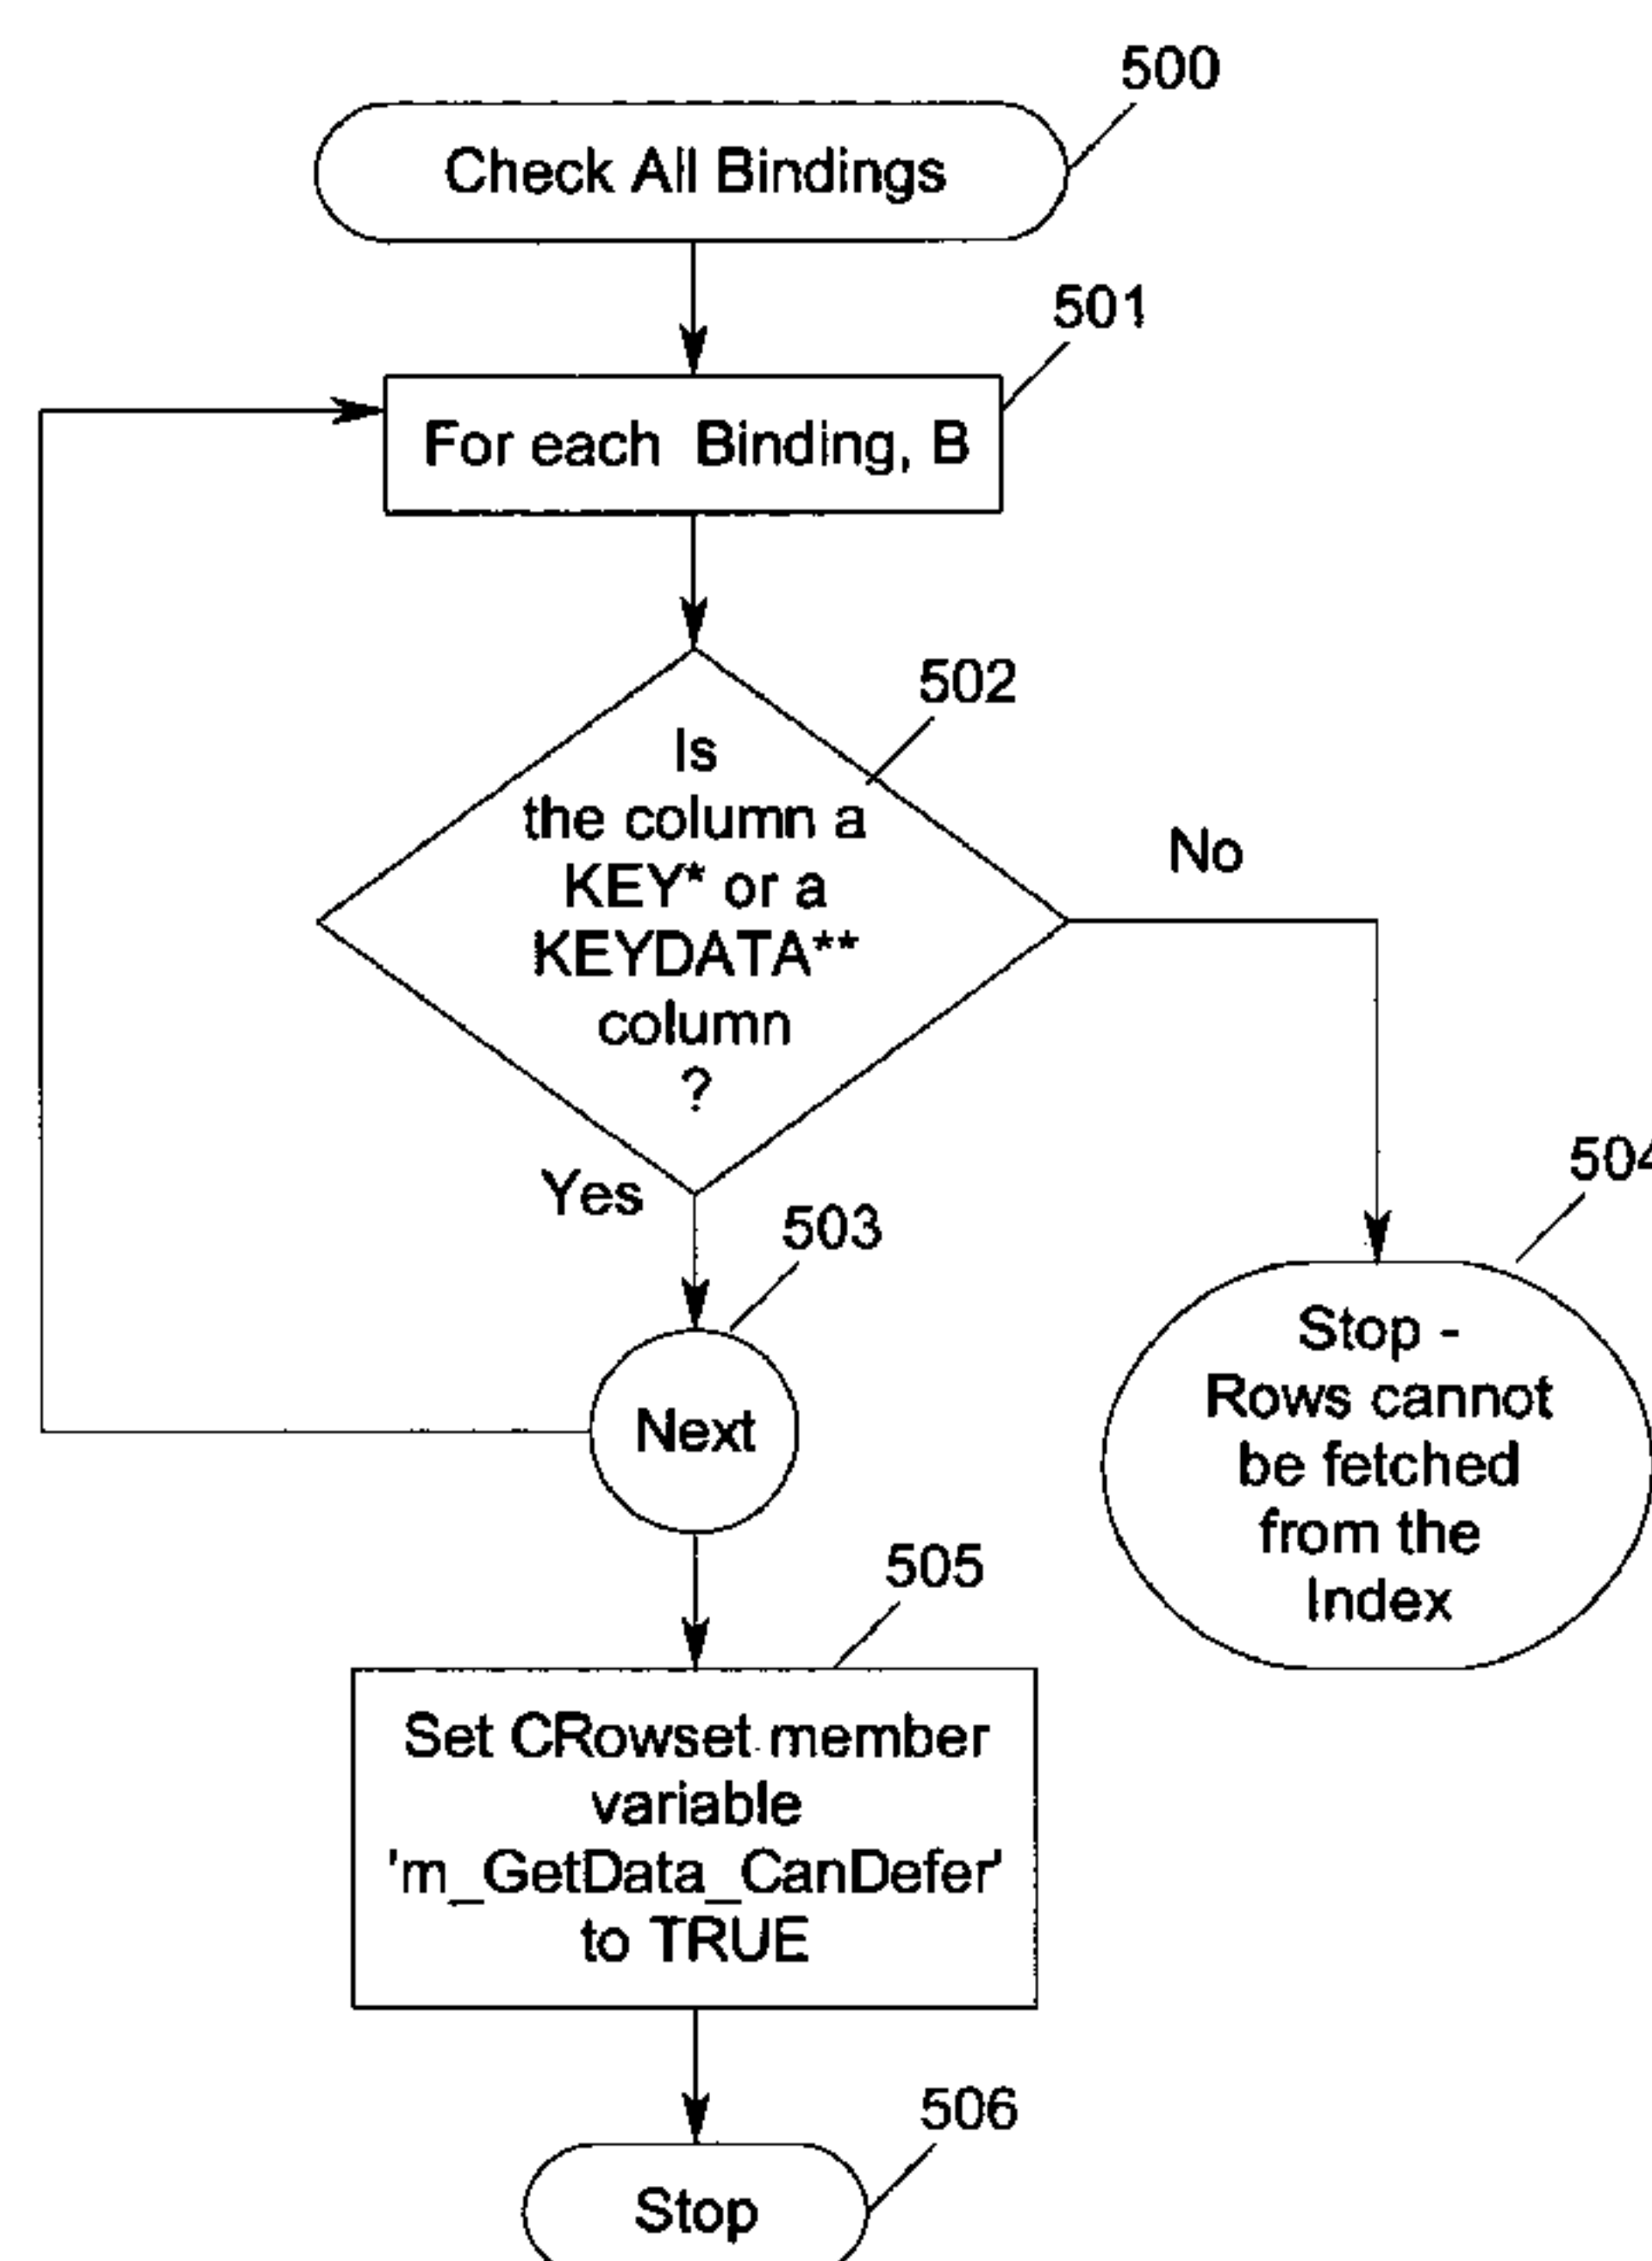 500
Check All Bindings
501
For each Binding, B
502
Is
the column a
KEY* or a
KEYDATA**
column
?
No
Yes
503
504
Next
Stop -
Rows cannot
be fetched
from the
Index
505
Set CRowset member
variable
'm_GetData_CanDefer'
to TRUE
506
Stop